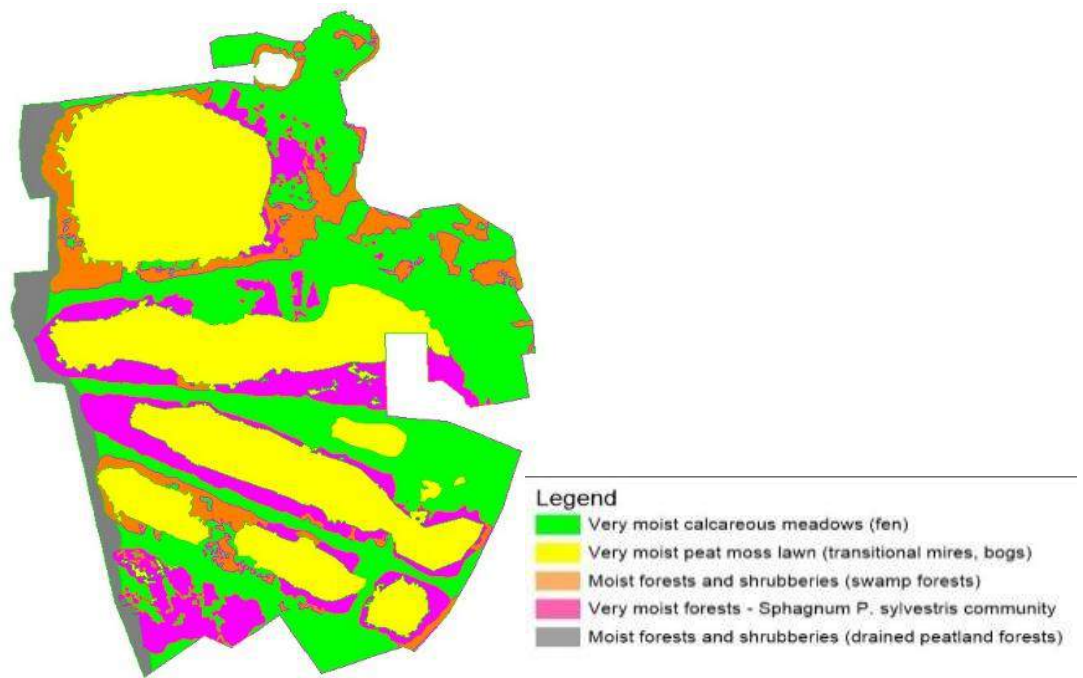 Legend
Very moist calcareous meadows (fen)
Very moist peat moss lawn (transitional mires, bogs)
Moist forests and shrubberies (swamp forests)
Very moist forests - Sphagnum P. sylvestris community
Moist forests and shrubberies (drained peatland forests)